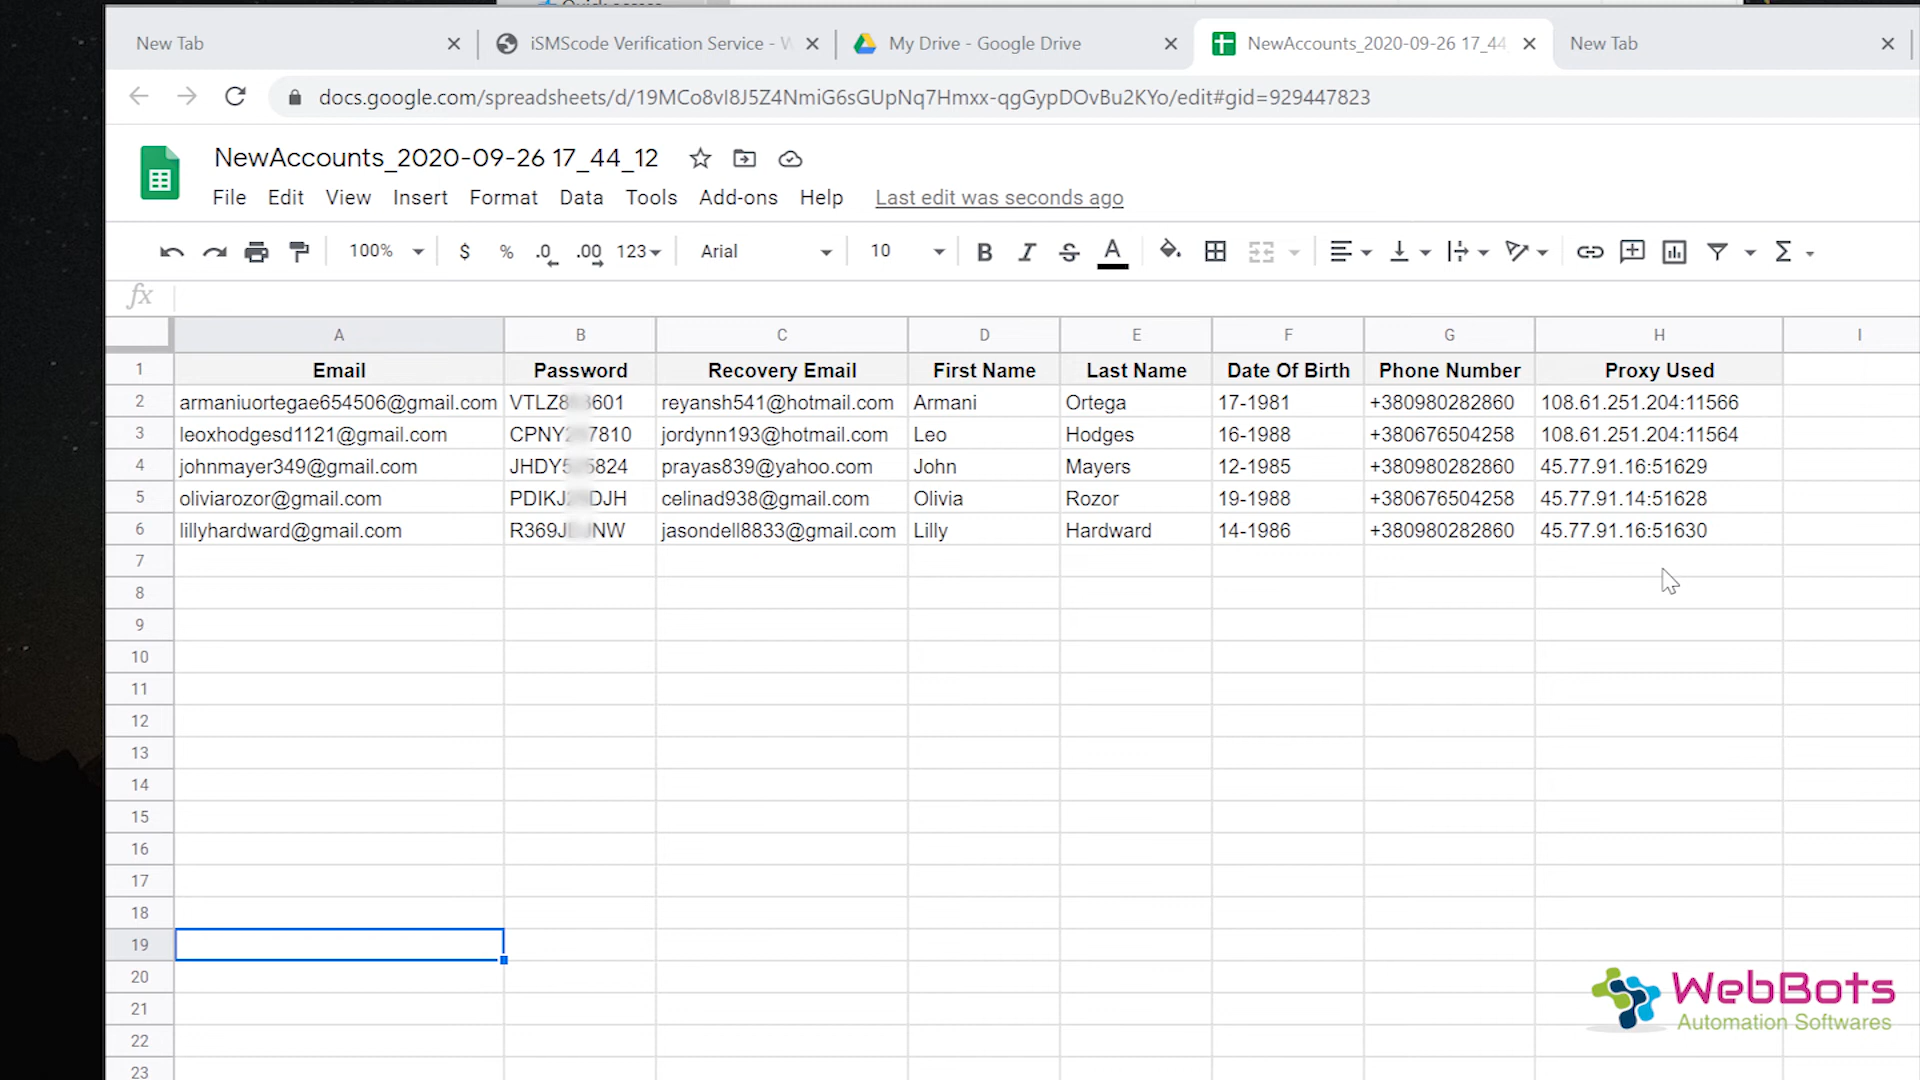 New Tab
iSMScode Verification Service - W
My Drive - Google Drive
NewAccounts_2020-09-26 17_44
New Tab
docs.google.com/spreadsheets/d/19MCo8vI8J5Z4NmiG6sGUpNq7Hmxx-qgGypDOvBu2KYo/edit#gid=929447823
NewAccounts_2020-09-26 17_44_12
File Edit View Insert Format Data Tools Add-ons Help Last edit was seconds ago
100% $ % .0 .00 123 Arial 10 B I S A Σ
fx
A B C D E F G H I
1 Email Password Recovery Email First Name Last Name Date Of Birth Phone Number Proxy Used
2 armaniuortegae654506@gmail.com reyansh541@hotmail.com Armani Ortega 17-1981 +380980282860 108.61.251.204:11566
3 leoxhodgesd1121@gmail.com jordynn193@hotmail.com Leo Hodges 16-1988 +380676504258 108.61.251.204:11564
4 johnmayer349@gmail.com prayas839@yahoo.com John Mayers 12-1985 +380980282860 45.77.91.16:51629
5 oliviarozor@gmail.com celinad938@gmail.com Olivia Rozor 19-1988 +380676504258 45.77.91.14:51628
6 lillyhardward@gmail.com jasondell8833@gmail.com Lilly Hardward 14-1986 +380980282860 45.77.91.16:51630
7
8
9
10
11
12
13
14
15
16
17
18
19
20
21
22
23
WebBots
Automation Softwares